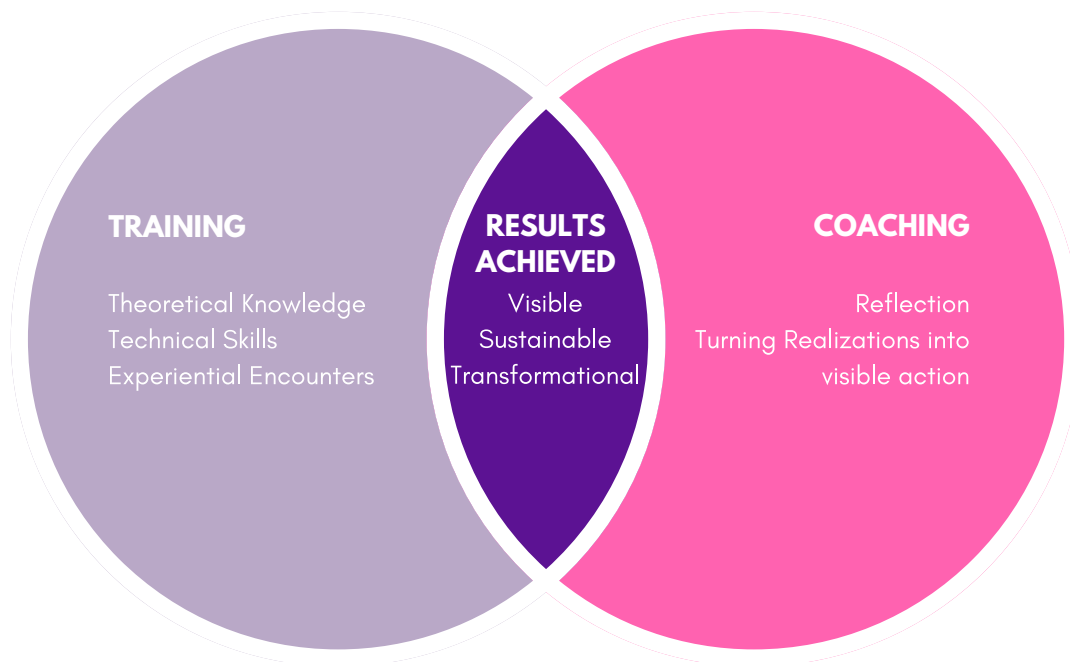 TRAINING
Theoretical Knowledge
Technical Skills
Experiential Encounters
RESULTS
ACHIEVED
Visible
Sustainable
Transformational
COACHING
Reflection
Turning Realizations into
visible action